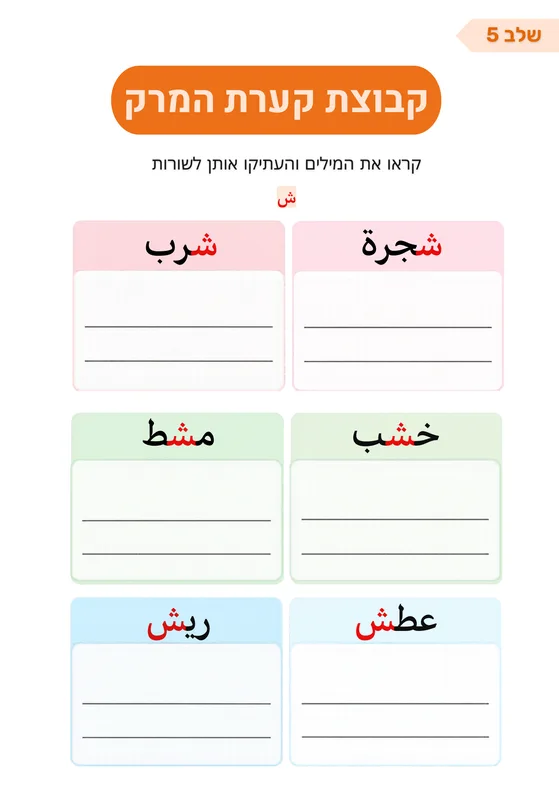 שלב 5
קבוצת קערת המרק
קראו את המילים והעתיקו אותן לשורות
ش
شجرة
شرب
خشب
مشط
عطش
ريش